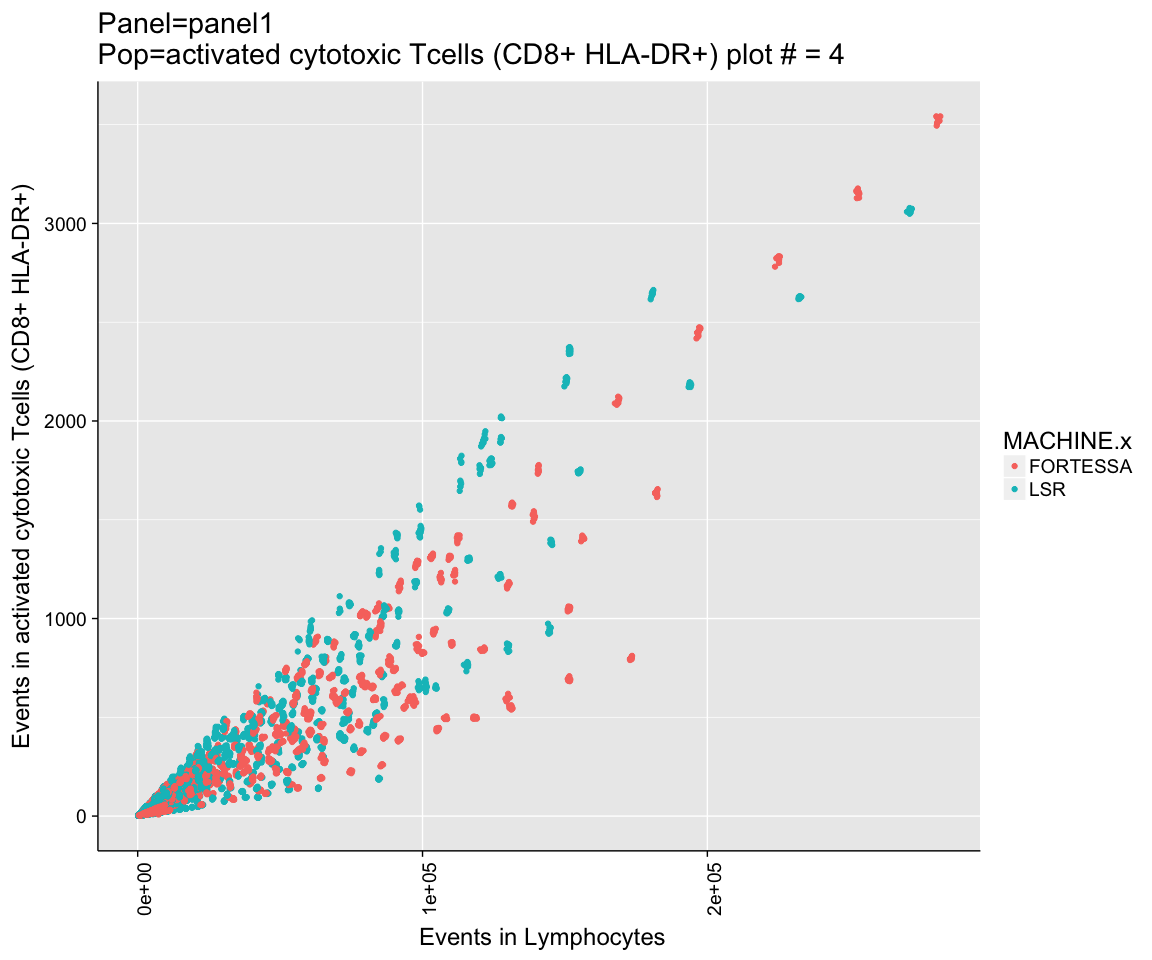 Panel=panel1
Pop=activated cytotoxic Tcells (CD8+ HLA-DR+) plot # = 4
Events in activated cytotoxic Tcells (CD8+ HLA-DR+)
3000
2000
1000
0
0e+00
1e+05
2e+05
Events in Lymphocytes
MACHINE.x
FORTESSA
LSR